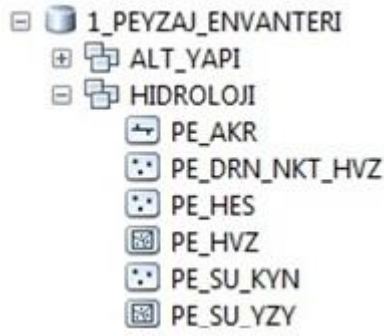 1_PEYZAJ_ENVANTERI
ALT_YAPI
HIDROLOJI
PE_AKR
PE_DRN_NKT_HVZ
PE_HES
PE_HVZ
PE_SU_KYN
PE_SU_YZY